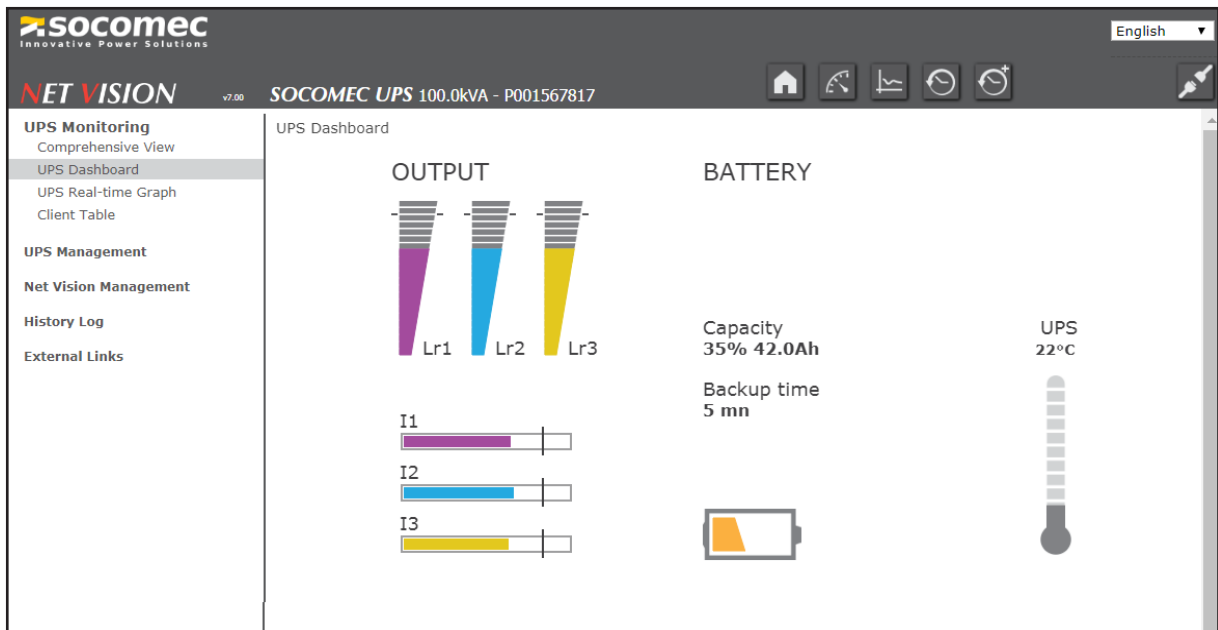 socomec
Innovative Power Solutions
English
NET VISION v7.00
SOCOMEC UPS 100.0kVA - P001567817
UPS Monitoring
Comprehensive View
UPS Dashboard
UPS Real-time Graph
Client Table
UPS Management
Net Vision Management
History Log
External Links
UPS Dashboard
OUTPUT
Lr1 Lr2 Lr3
I1
I2
I3
BATTERY
Capacity
35% 42.0Ah
Backup time
5 mn
UPS
22°C